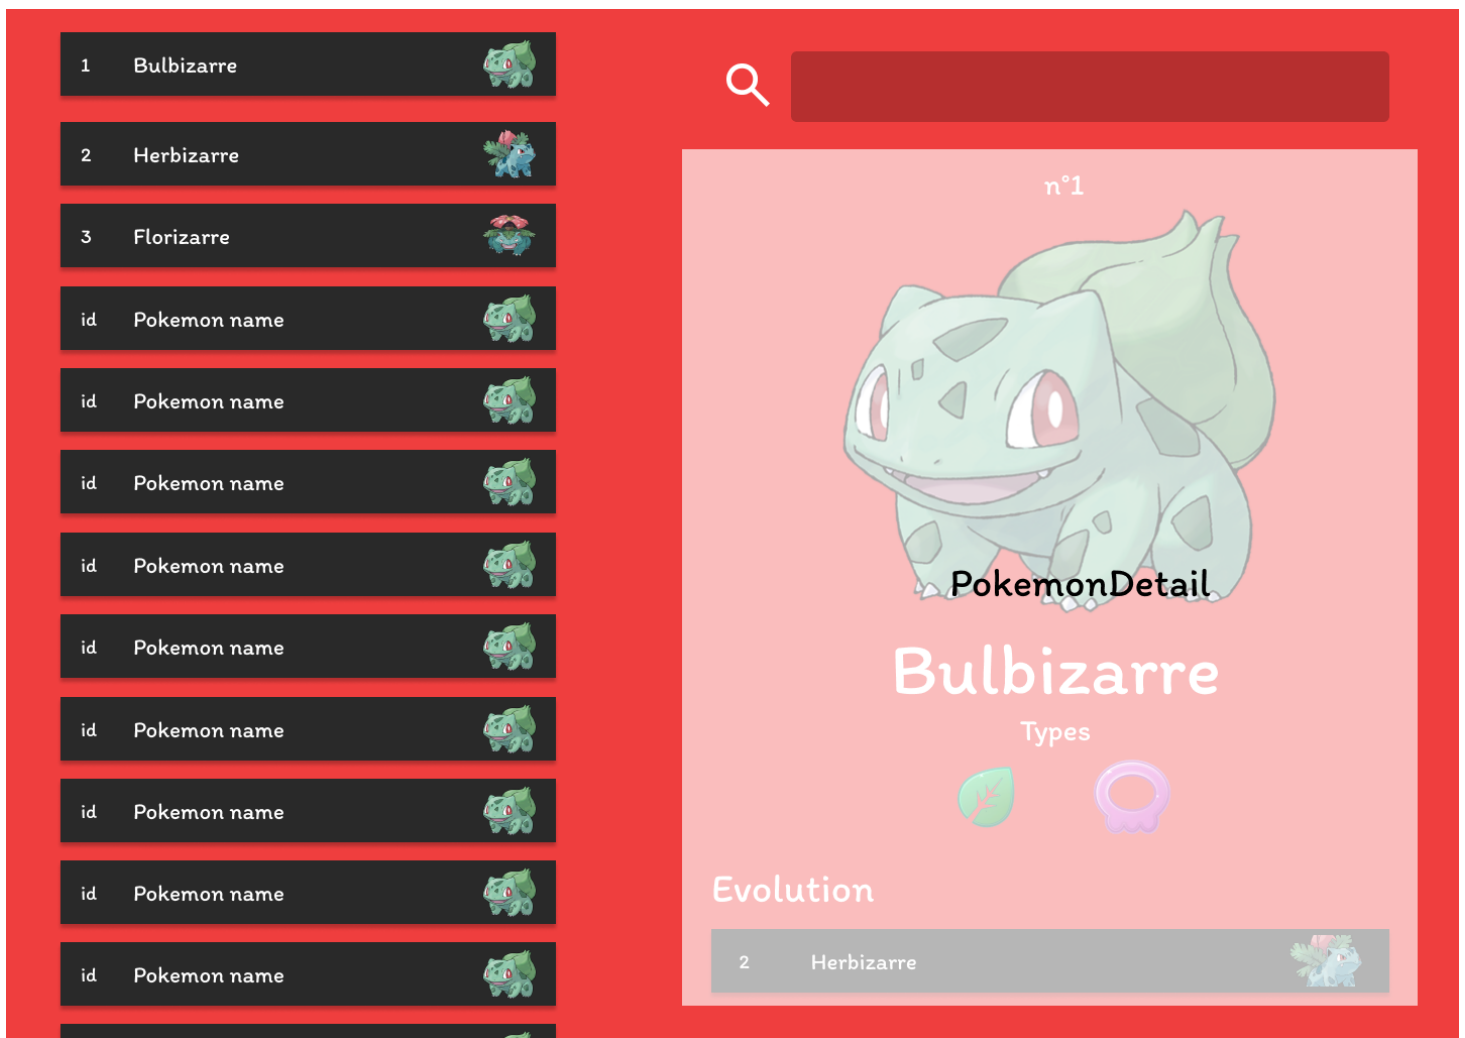 1 Bulbizarre
2 Herbizarre
3 Florizarre
id Pokemon name
id Pokemon name
id Pokemon name
id Pokemon name
id Pokemon name
id Pokemon name
id Pokemon name
id Pokemon name
id Pokemon name
n°1
PokemonDetail
Bulbizarre
Types
Evolution
2 Herbizarre